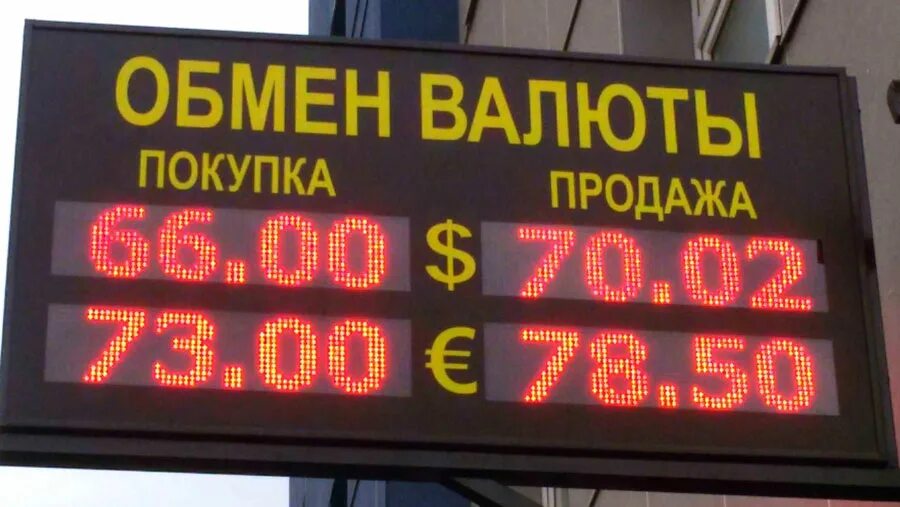 ОБМЕН ВАЛЮТЫ
ПОКУПКА ПРОДАЖА
66.00 $ 70.02
73.00 € 78.50